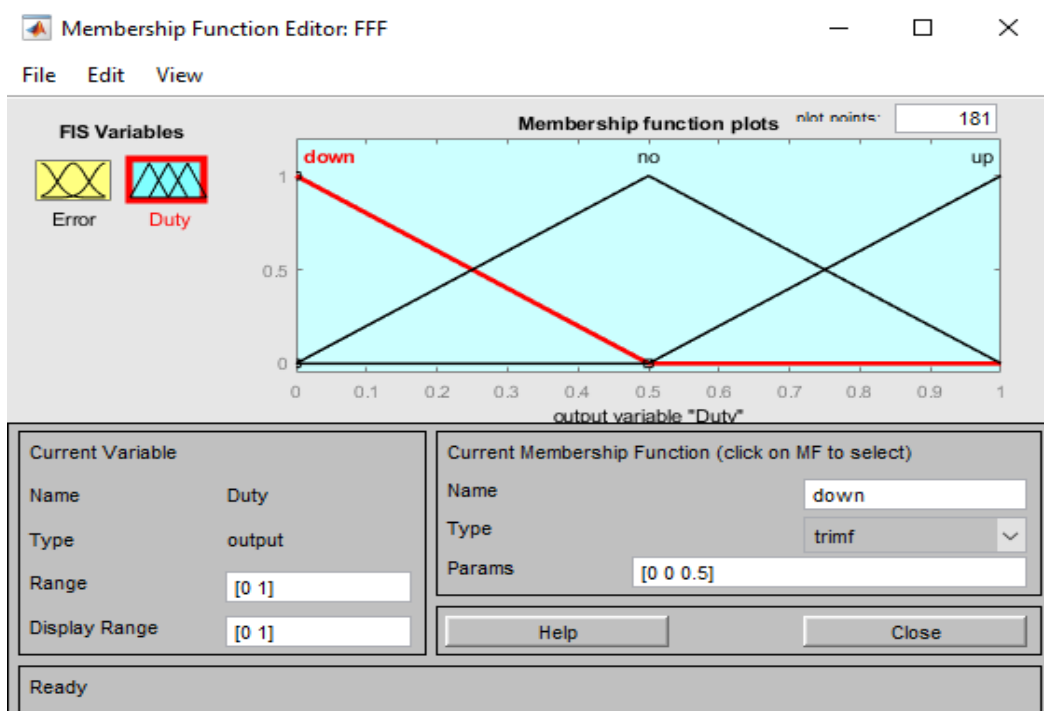 Membership Function Editor: FFF
File Edit View
FIS Variables
Error
Duty
Membership function plots
plot points:
181
down
no
up
1
0.5
0
0 0.1 0.2 0.3 0.4 0.5 0.6 0.7 0.8 0.9 1
output variable "Duty"
Current Variable
Name Duty
Type output
Range [0 1]
Display Range [0 1]
Current Membership Function (click on MF to select)
Name down
Type trimf
Params [0 0 0.5]
Help Close
Ready